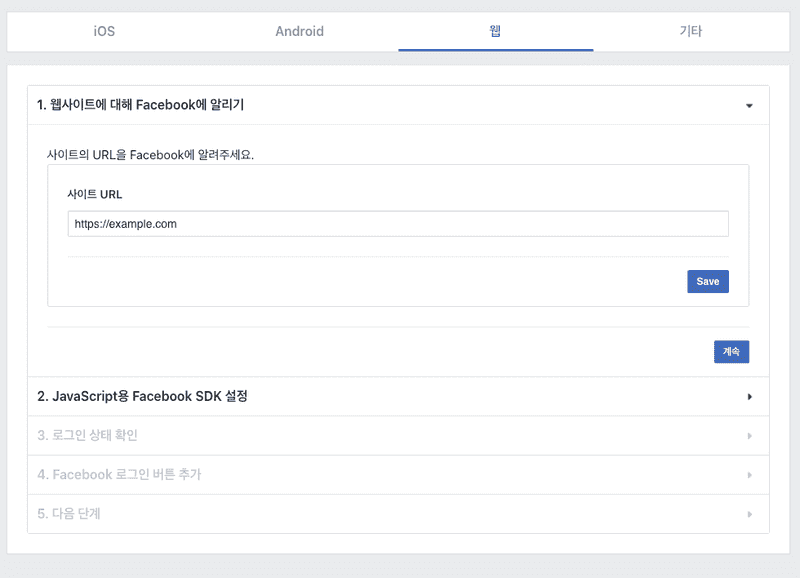 iOS
Android
웹
기타
1. 웹사이트에 대해 Facebook에 알리기
사이트의 URL을 Facebook에 알려주세요.
사이트 URL
https://example.com
Save
계속
2. JavaScript용 Facebook SDK 설정
3. 로그인 상태 확인
4. Facebook 로그인 버튼 추가
5. 다음 단계